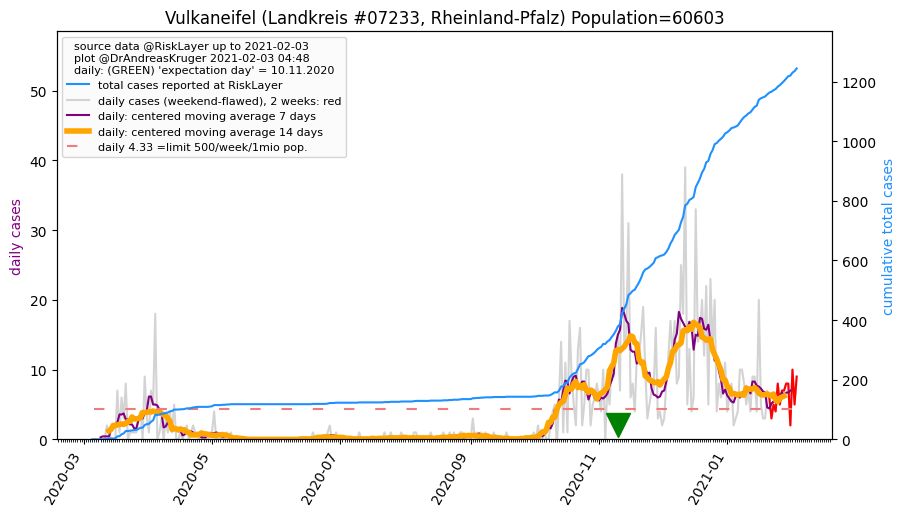 Vulkaneifel (Landkreis #07233, Rheinland-Pfalz) Population=60603
source data @RiskLayer up to 2021-02-03
plot @DrAndreasKruger 2021-02-03 04:48
daily: (GREEN) 'expectation day' = 10.11.2020
total cases reported at RiskLayer
daily cases (weekend-flawed), 2 weeks: red
daily: centered moving average 7 days
daily: centered moving average 14 days
daily 4.33 =limit 500/week/1mio pop.
daily cases
50
40
30
20
10
0
cumulative total cases
1200
1000
800
600
400
200
0
2020-03
2020-05
2020-07
2020-09
2020-11
2021-01